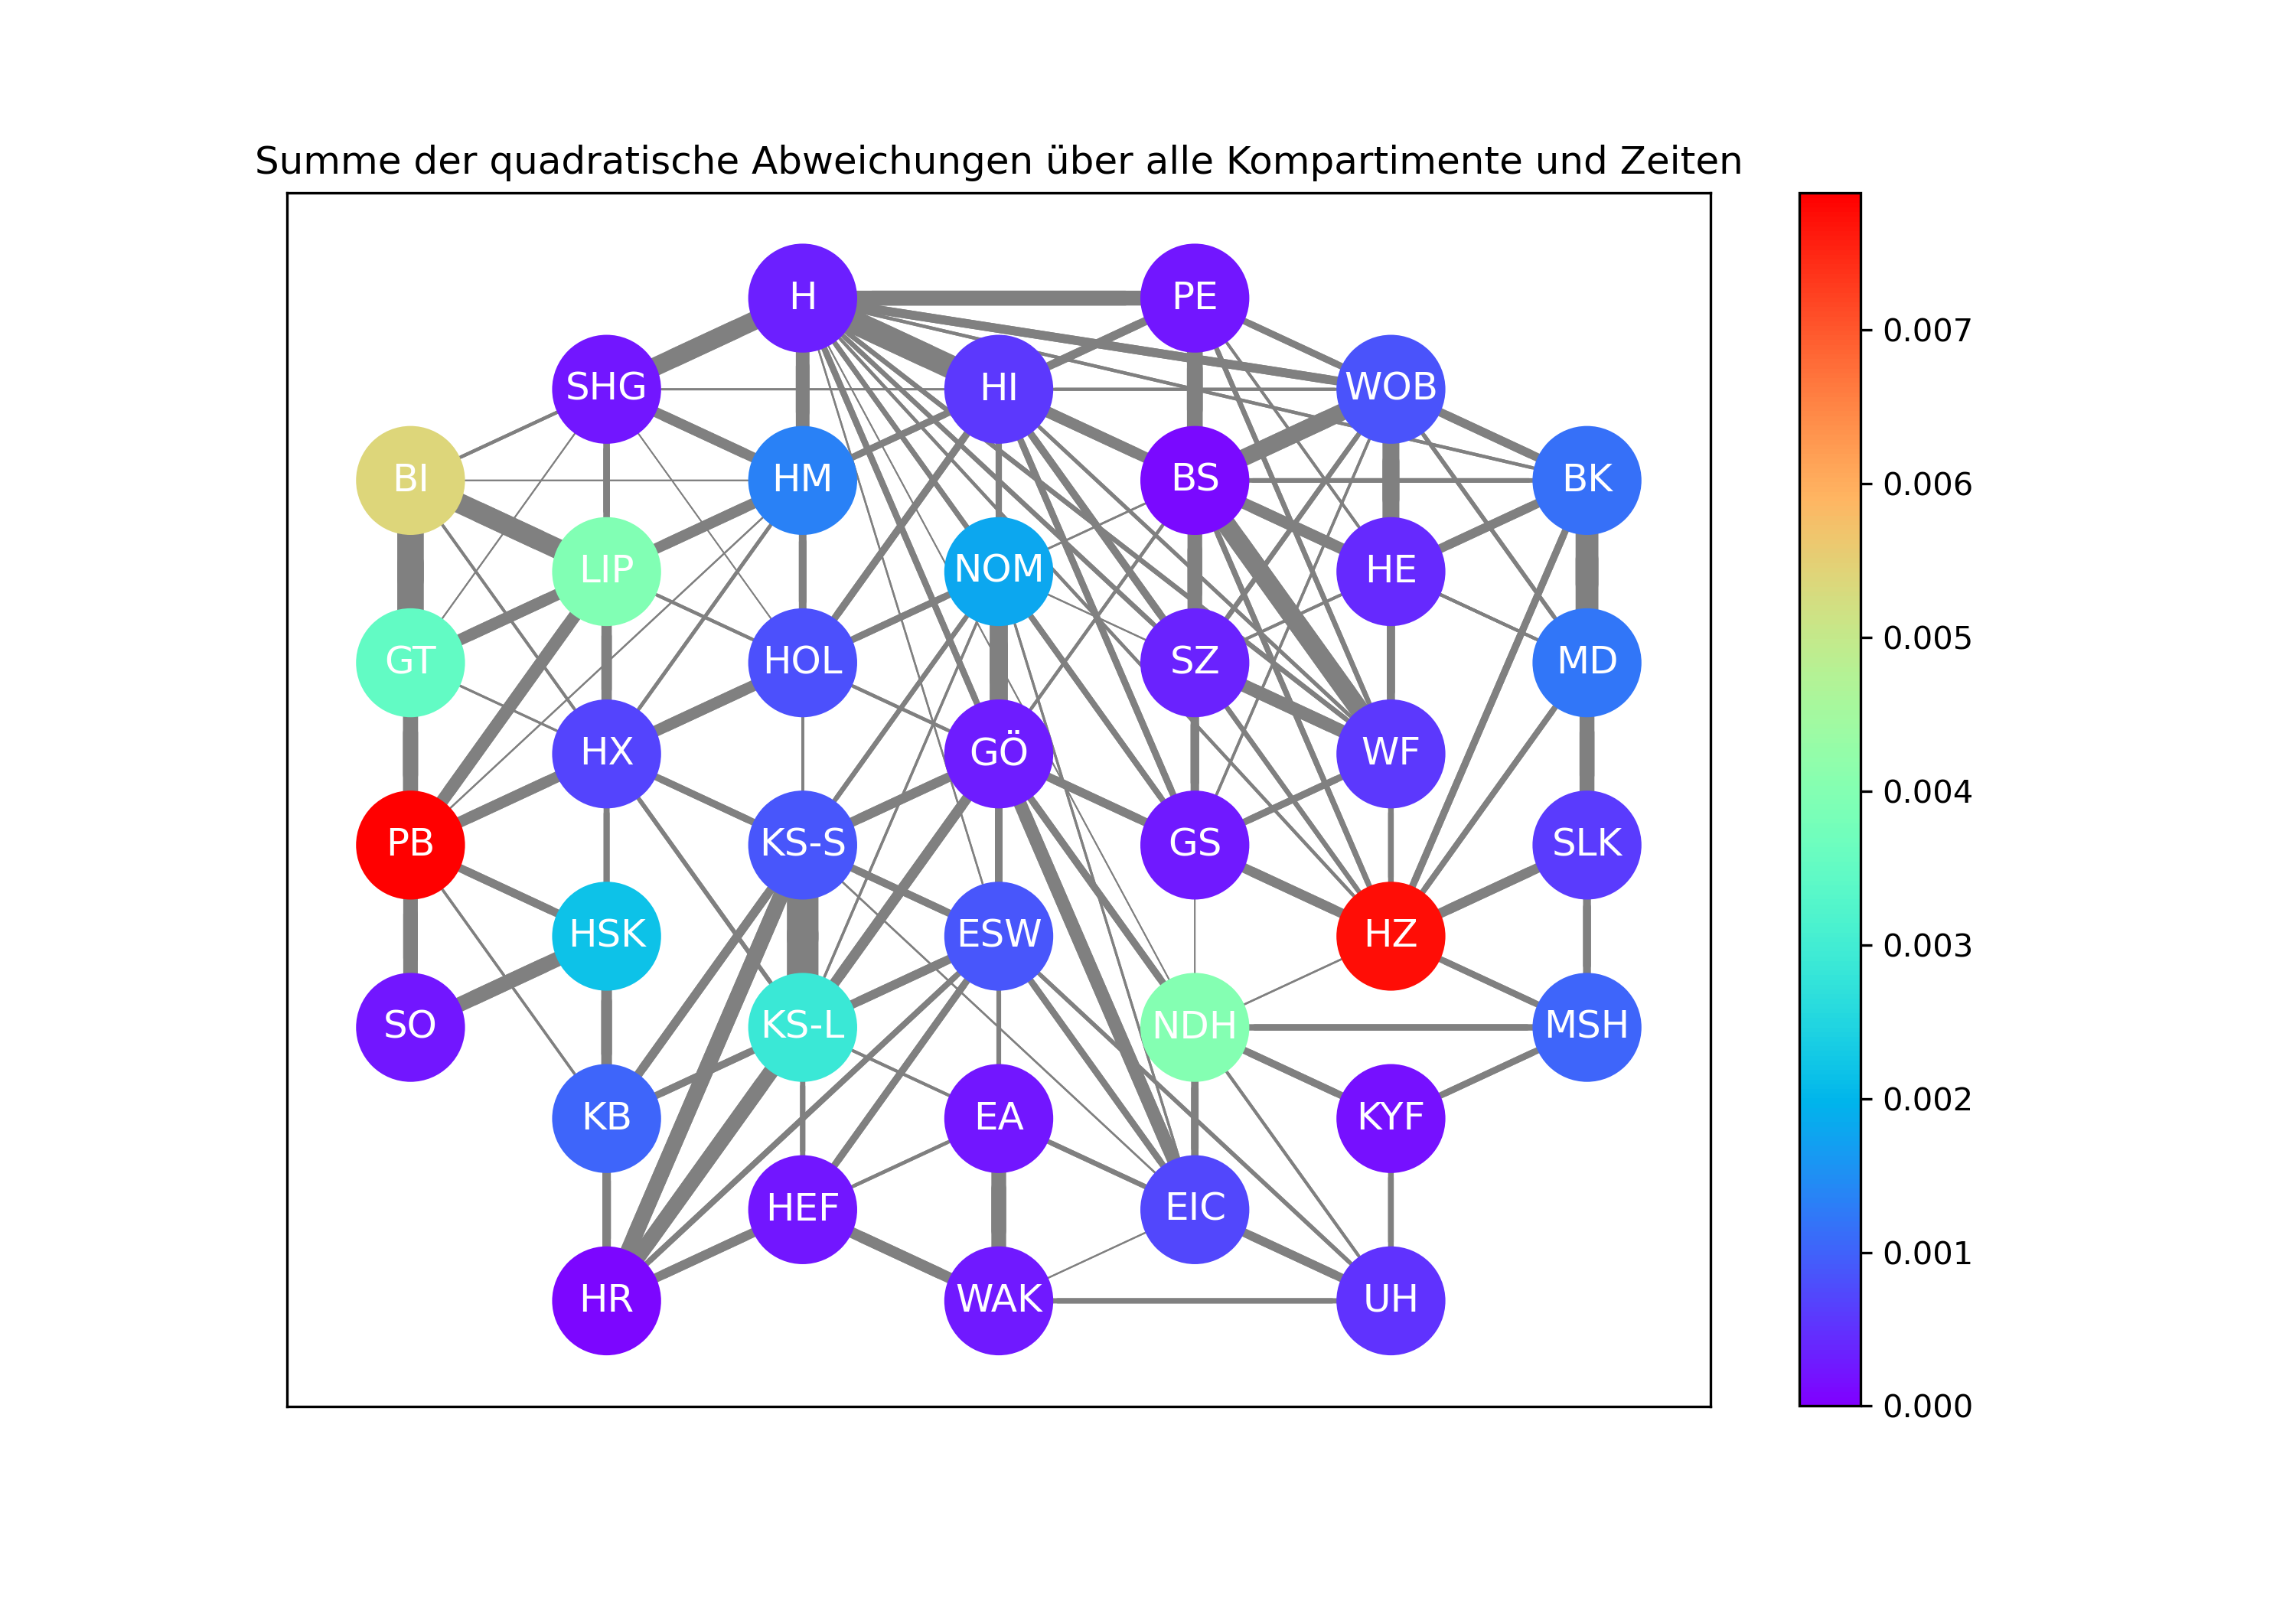 Summe der quadratische Abweichungen über alle Kompartimente und Zeiten
H
PE
SHG
HI
WOB
BI
HM
BS
BK
LIP
NOM
HE
GT
HOL
SZ
MD
HX
GÖ
WF
PB
KS-S
GS
SLK
HSK
ESW
HZ
SO
KS-L
NDH
MSH
KB
EA
KYF
HEF
EIC
HR
WAK
UH
0.007
0.006
0.005
0.004
0.003
0.002
0.001
0.000